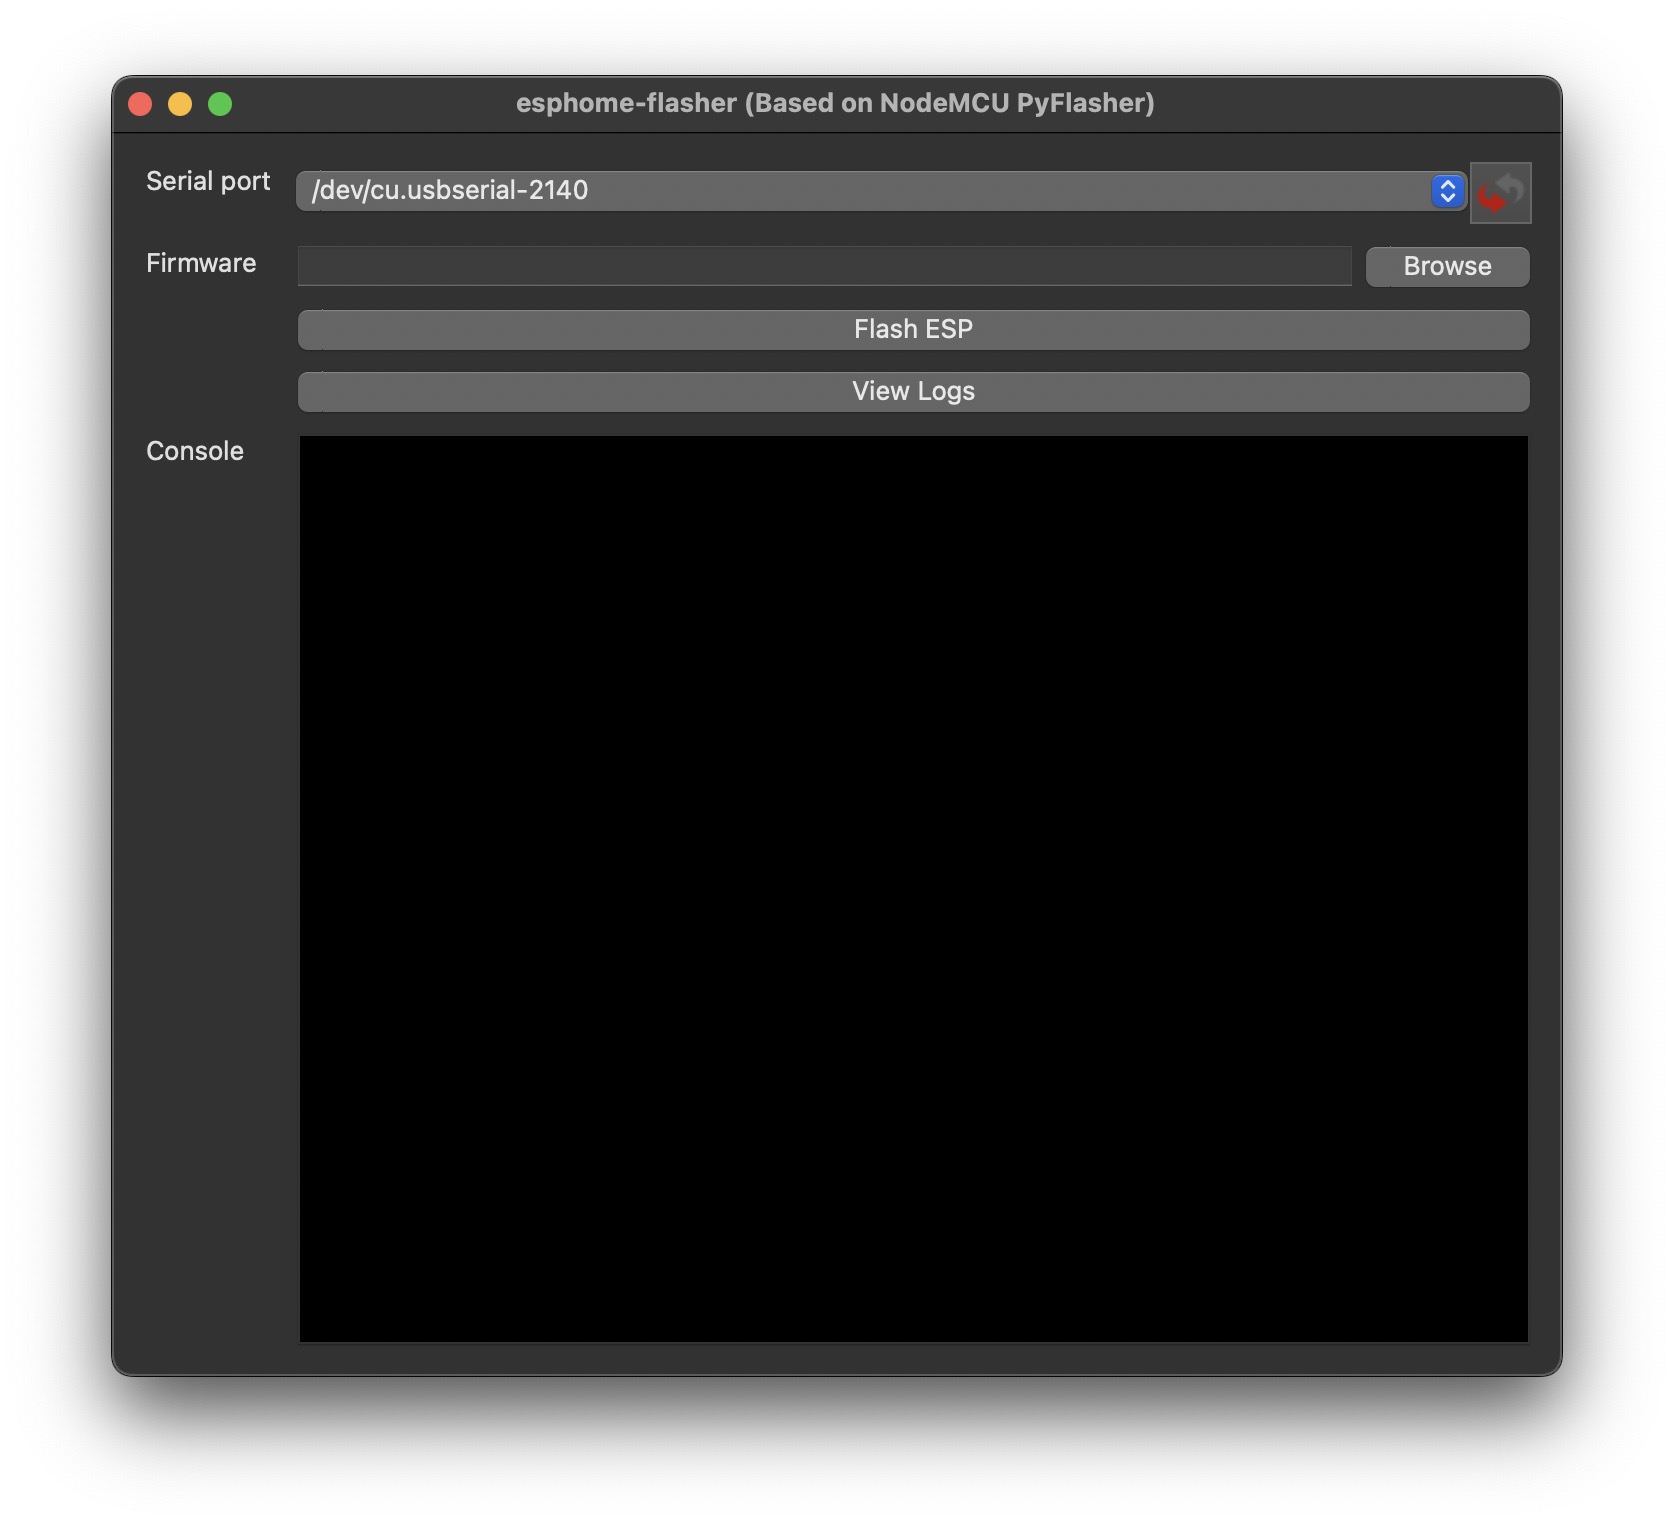 esphome-flasher (Based on NodeMCU PyFlasher)
Serial port
/dev/cu.usbserial-2140
Firmware
Browse
Flash ESP
View Logs
Console